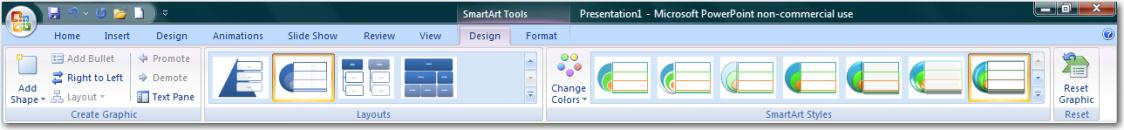 SmartArt Tools Presentation1 - Microsoft PowerPoint non-commercial use
Home Insert Design Animations Slide Show Review View Design Format
Add Shape
Add Bullet
Right to Left
Layout
Promote
Demote
Text Pane
Create Graphic
Layouts
Change Colors
SmartArt Styles
Reset Graphic
Reset